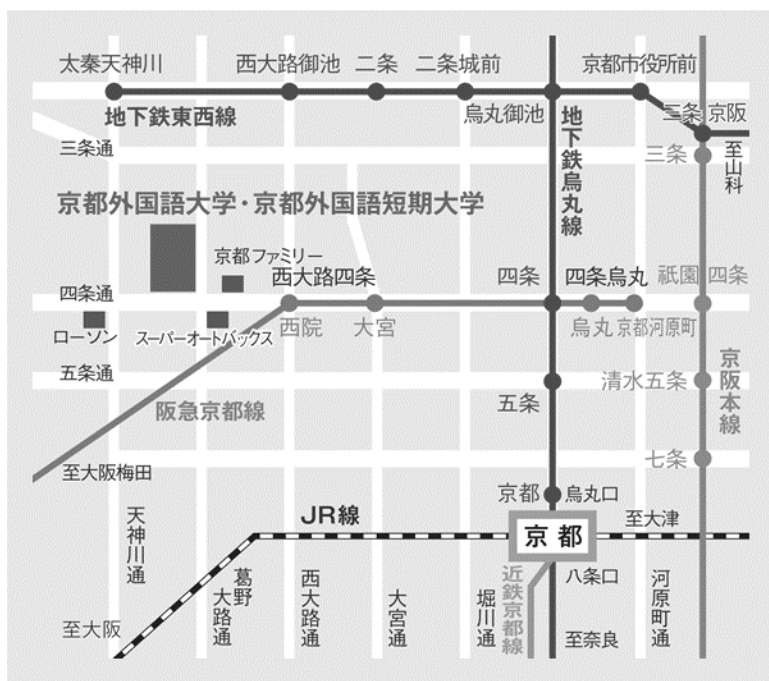 太秦天神川
西大路御池
二条
二条城前
京都市役所前
地下鉄東西線
烏丸御池
三条 京阪
地下鉄烏丸線
三条通
三条
至山科
京都外国語大学・京都外国語短期大学
京都ファミリー
西大路四条
四条
四条烏丸
祇園 四条
四条通
ローソン
スーパーオートバックス
西院
大宮
烏丸
京都河原町
五条通
阪急京都線
五条
清水五条
京阪本線
七条
至大阪梅田
京都
烏丸口
JR線
京都
至大津
天神川通
葛野
大路通
西大路通
大宮通
堀川通
近鉄京都線
八条口
河原町通
至大阪
至奈良